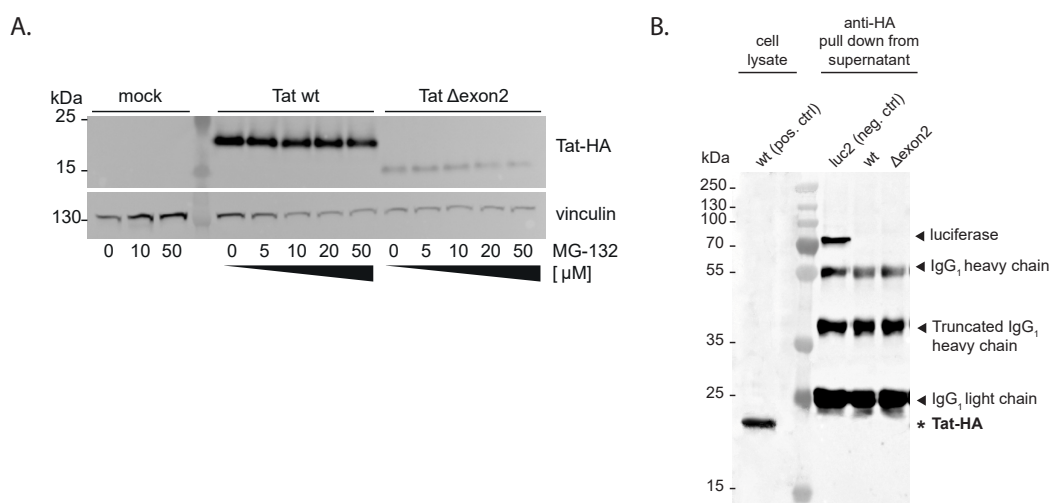 A.
kDa
mock
Tat wt
Tat Δexon2
25
15
Tat-HA
130
vinculin
0 10 50 0 5 10 20 50 0 5 10 20 50 MG-132
[ µM]
B.
cell
lysate
anti-HA
pull down from
supernatant
wt (pos. ctrl)
luc2 (neg. ctrl)
wt
Δexon2
kDa
250
130
100
70
55
35
25
15
luciferase
IgG₁ heavy chain
Truncated IgG₁
heavy chain
IgG₁ light chain
* Tat-HA